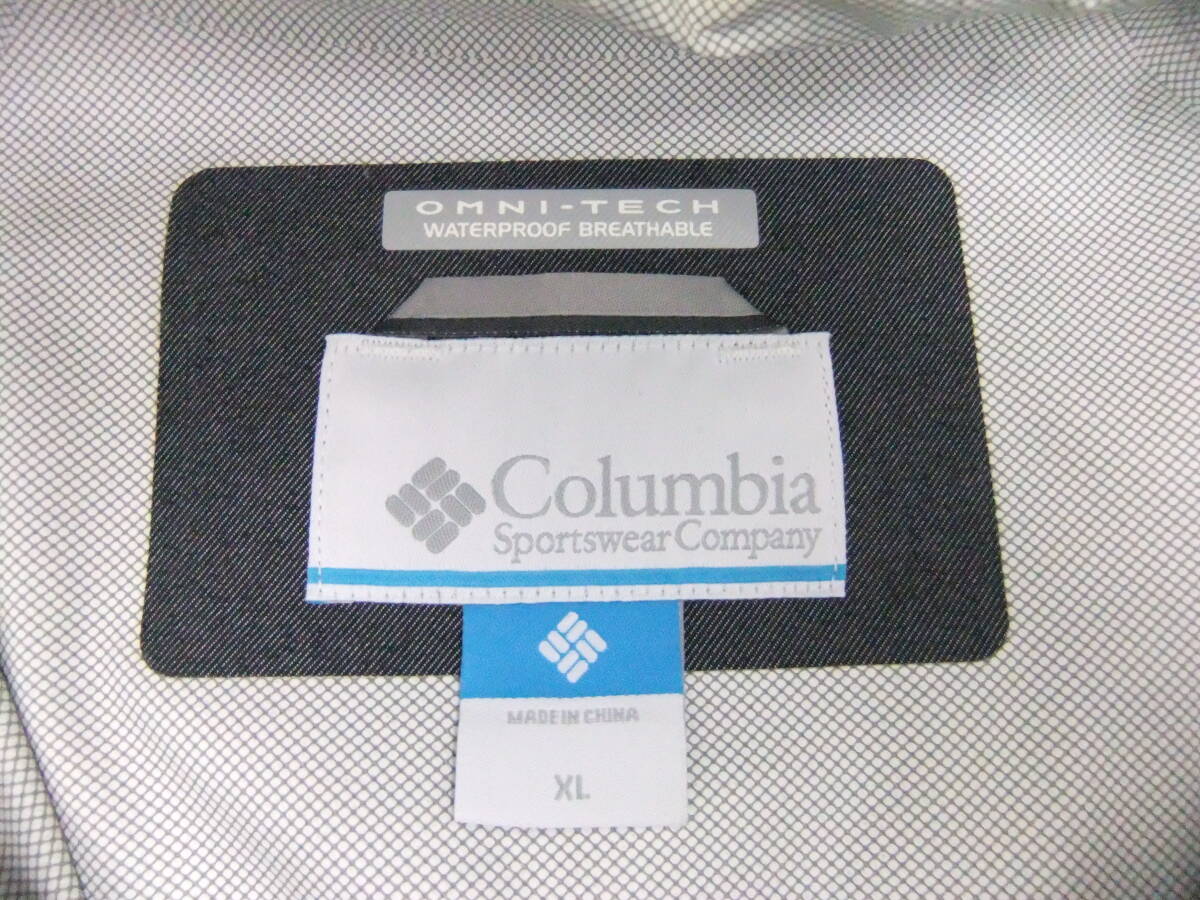 OMNI-TECH
WATERPROOF BREATHABLE
Columbia
Sportswear Company
MADE IN CHINA
XL